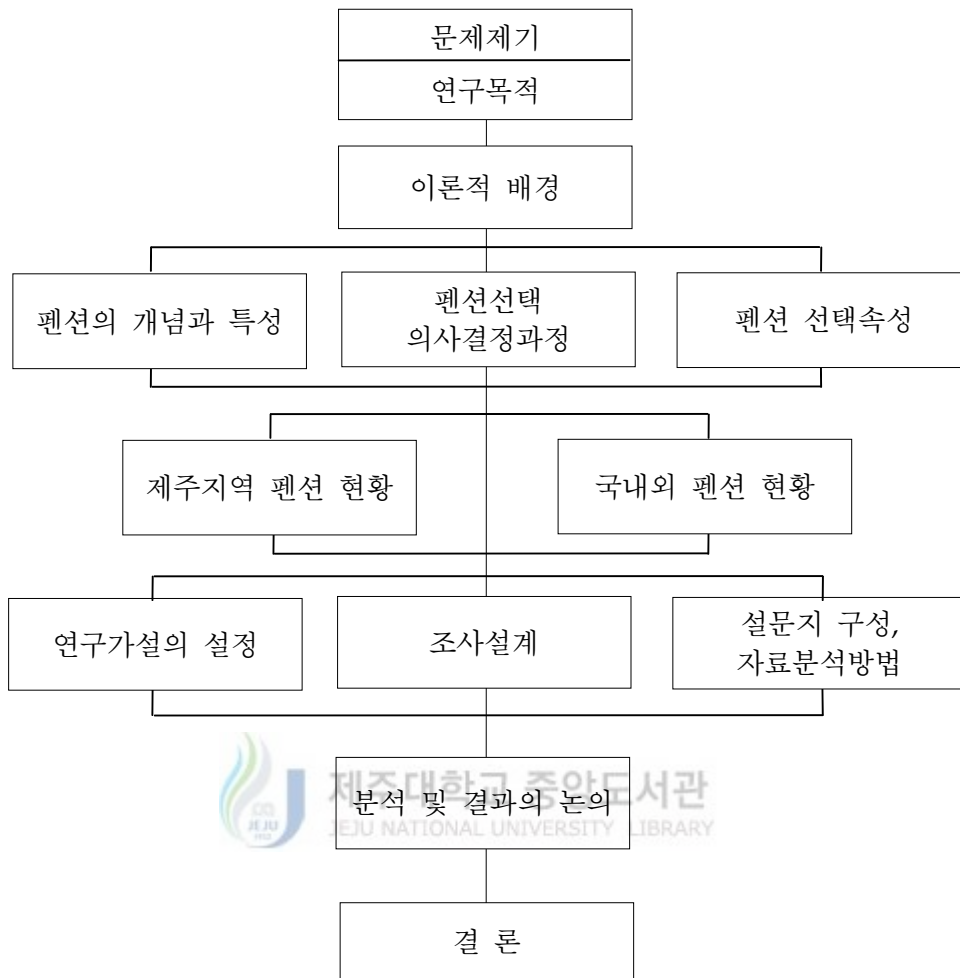 문제제기
연구목적
이론적 배경
펜션의 개념과 특성
펜션선택
의사결정과정
펜션 선택속성
제주지역 펜션 현황
국내외 펜션 현황
연구가설의 설정
조사설계
설문지 구성,
자료분석방법
분석 및 결과의 논의
제주대학교 중앙도서관
JEJU NATIONAL UNIVERSITY LIBRARY
JEJU
1952
결 론